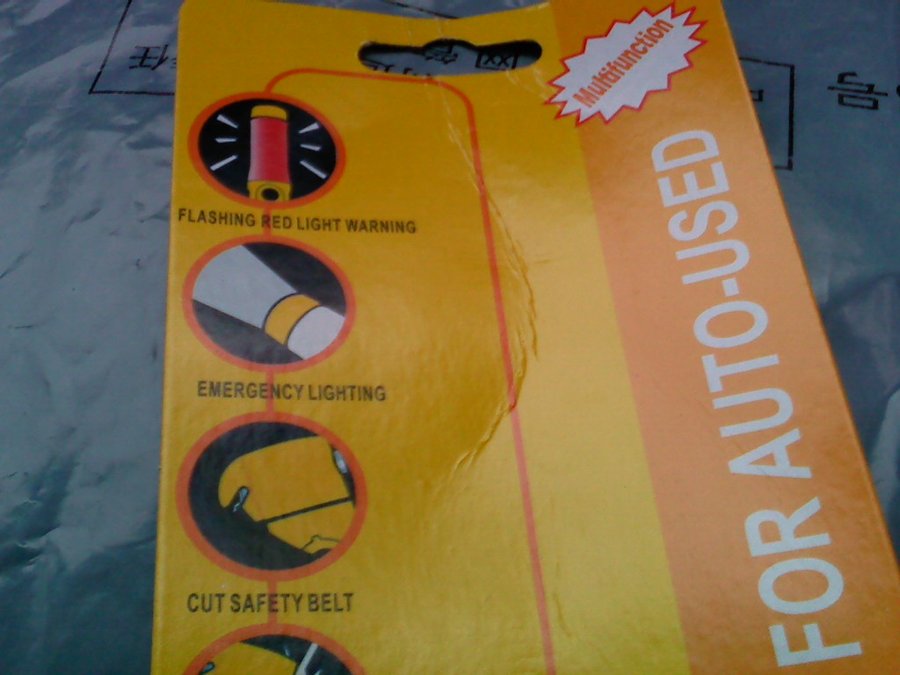 Multifunction
FLASHING RED LIGHT WARNING
EMERGENCY LIGHTING
CUT SAFETY BELT
FOR AUTO-USED